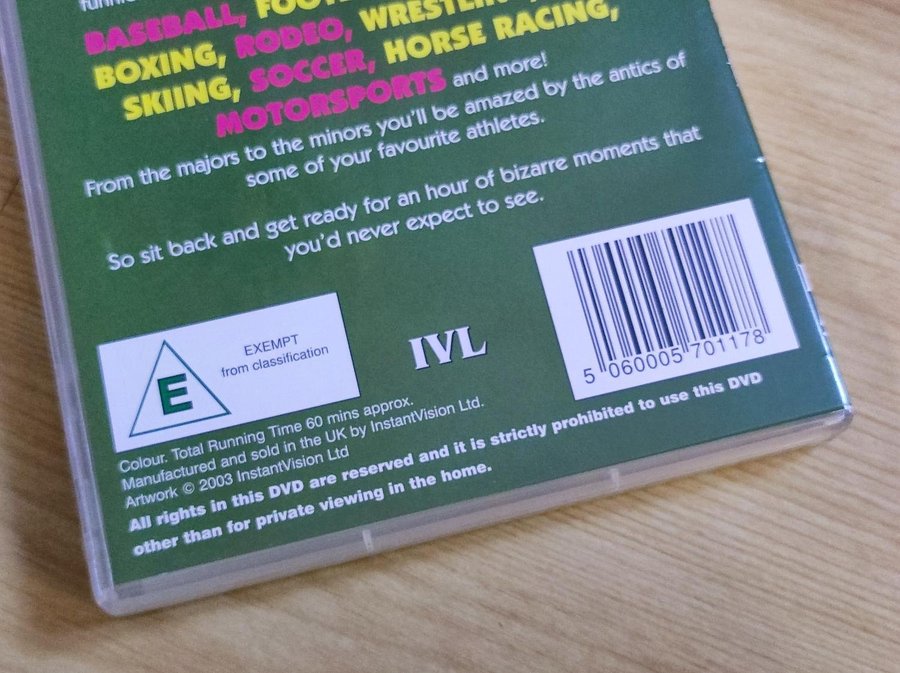 BASEBALL,
BOXING, RODEO,
SKIING, SOCCER, HORSE RACING,
MOTORSPORTS and more!
From the majors to the minors you'll be amazed by the antics of
some of your favourite athletes.
So sit back and get ready for an hour of bizarre moments that
you'd never expect to see.
E
EXEMPT
from classification
IVL
5 060005 701178
Colour. Total Running Time 60 mins approx.
Manufactured and sold in the UK by InstantVision Ltd.
Artwork © 2003 InstantVision Ltd
All rights in this DVD are reserved and it is strictly prohibited to use this DVD
other than for private viewing in the home.